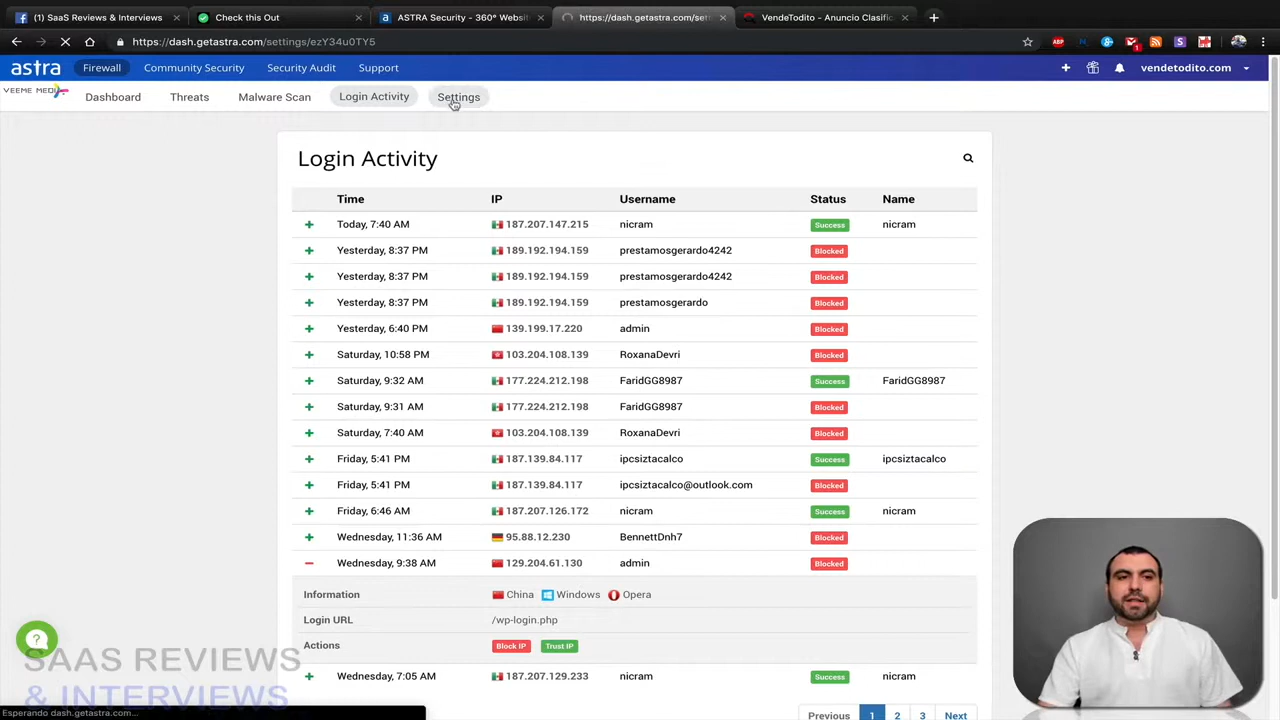 (1) SaaS Reviews & Interviews
Check this Out
ASTRA Security - 360° Websit
https://dash.getastra.com/sett
VendeTodito - Anuncio Clasific
https://dash.getastra.com/settings/ezY34u0TY5
ABP
1
astra Firewall Community Security Security Audit Support vendetodito.com
VEEME MEDIA Dashboard Threats Malware Scan Login Activity Settings
Login Activity
Time IP Username Status Name
Today, 7:40 AM 187.207.147.215 nicram Success nicram
Yesterday, 8:37 PM 189.192.194.159 prestamosgerardo4242 Blocked
Yesterday, 8:37 PM 189.192.194.159 prestamosgerardo4242 Blocked
Yesterday, 8:37 PM 189.192.194.159 prestamosgerardo Blocked
Yesterday, 6:40 PM 139.199.17.220 admin Blocked
Saturday, 10:58 PM 103.204.108.139 RoxanaDevri Blocked
Saturday, 9:32 AM 177.224.212.198 FaridGG8987 Success FaridGG8987
Saturday, 9:31 AM 177.224.212.198 FaridGG8987 Blocked
Saturday, 7:40 AM 103.204.108.139 RoxanaDevri Blocked
Friday, 5:41 PM 187.139.84.117 ipcsiztacalco Success ipcsiztacalco
Friday, 5:41 PM 187.139.84.117 ipcsiztacalco@outlook.com Blocked
Friday, 6:46 AM 187.207.126.172 nicram Success nicram
Wednesday, 11:36 AM 95.88.12.230 BennettDnh7 Blocked
Wednesday, 9:38 AM 129.204.61.130 admin Blocked
Information China Windows Opera
Login URL /wp-login.php
Actions Block IP Trust IP
Wednesday, 7:05 AM 187.207.129.233 nicram Success nicram
Previous 1 2 3 Next
SAAS REVIEWS
& INTERVIEWS
Esperando dash.getastra.com...